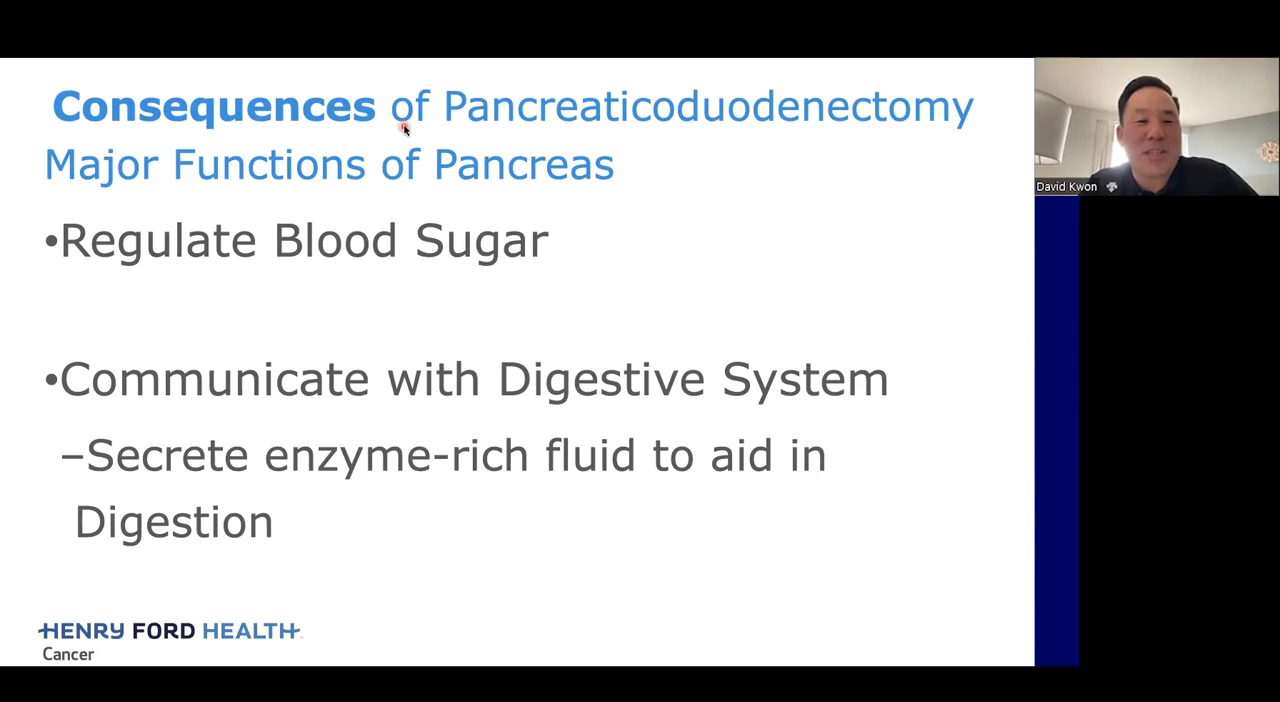 Consequences of Pancreaticoduodenectomy
Major Functions of Pancreas
•Regulate Blood Sugar
•Communicate with Digestive System
–Secrete enzyme-rich fluid to aid in
Digestion
HENRY FORD HEALTH
Cancer
David Kwon